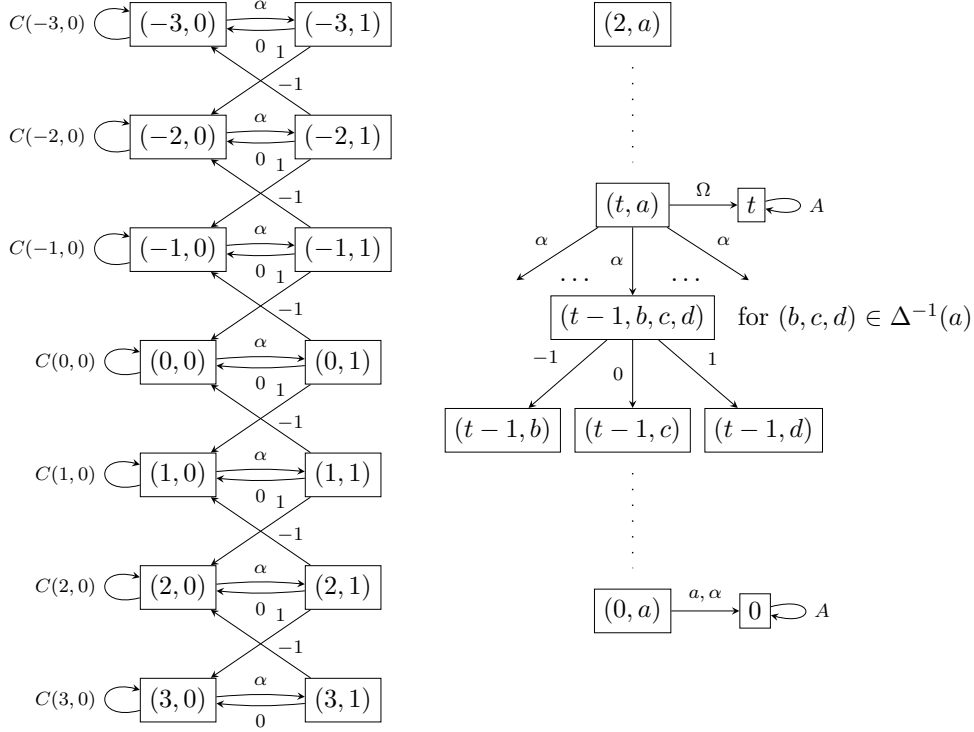 C(−3,0) (−3, 0) α (−3, 1) (2, a)
0
1
−1
C(−2,0) (−2, 0) α (−2, 1)
0
1
−1
(t, a) Ω t A
C(−1,0) (−1, 0) α (−1, 1) α α α
0
1
· · · · · ·
−1
(t − 1, b, c, d) for (b, c, d) ∈ Δ⁻¹(a)
C(0,0) (0, 0) α (0, 1) −1 0 1
0
1
−1
(t − 1, b) (t − 1, c) (t − 1, d)
C(1,0) (1, 0) α (1, 1)
0
1
−1
C(2,0) (2, 0) α (2, 1)
0
1
(0, a) a, α 0 A
−1
C(3,0) (3, 0) α (3, 1)
0